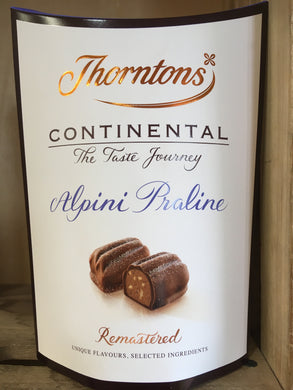 Thorntons
CONTINENTAL
The Taste Journey
Alpini Praline
Remastered
UNIQUE FLAVOURS, SELECTED INGREDIENTS